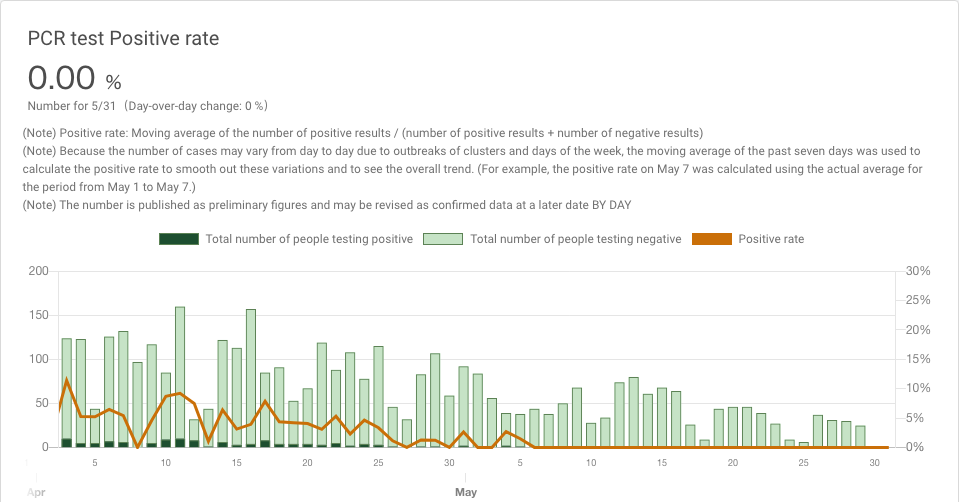 PCR test Positive rate
0.00 %
Number for 5/31 (Day-over-day change: 0 %)
(Note) Positive rate: Moving average of the number of positive results / (number of positive results + number of negative results)
(Note) Because the number of cases may vary from day to day due to outbreaks of clusters and days of the week, the moving average of the past seven days was used to
calculate the positive rate to smooth out these variations and to see the overall trend. (For example, the positive rate on May 7 was calculated using the actual average for
the period from May 1 to May 7.)
(Note) The number is published as preliminary figures and may be revised as confirmed data at a later date BY DAY
Total number of people testing positive Total number of people testing negative Positive rate
200 30%
25%
150
20%
100 15%
10%
50
5%
0 0%
5 10 15 20 25 30 5 10 15 20 25 30
Apr May